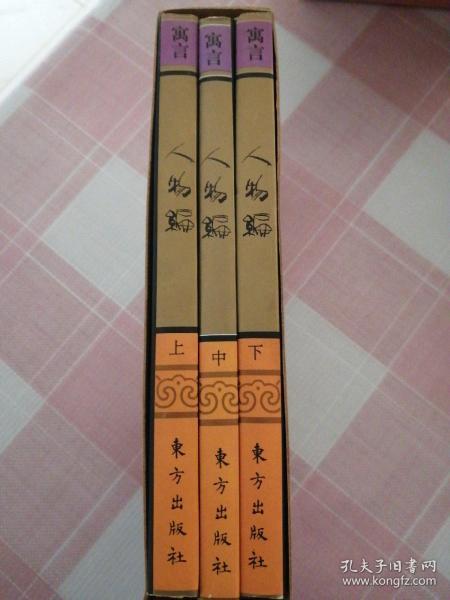 寓言
人物編
上
東方出版社
寓言
人物編
中
東方出版社
寓言
人物編
下
東方出版社
孔夫子旧书网
www.kongfz.com